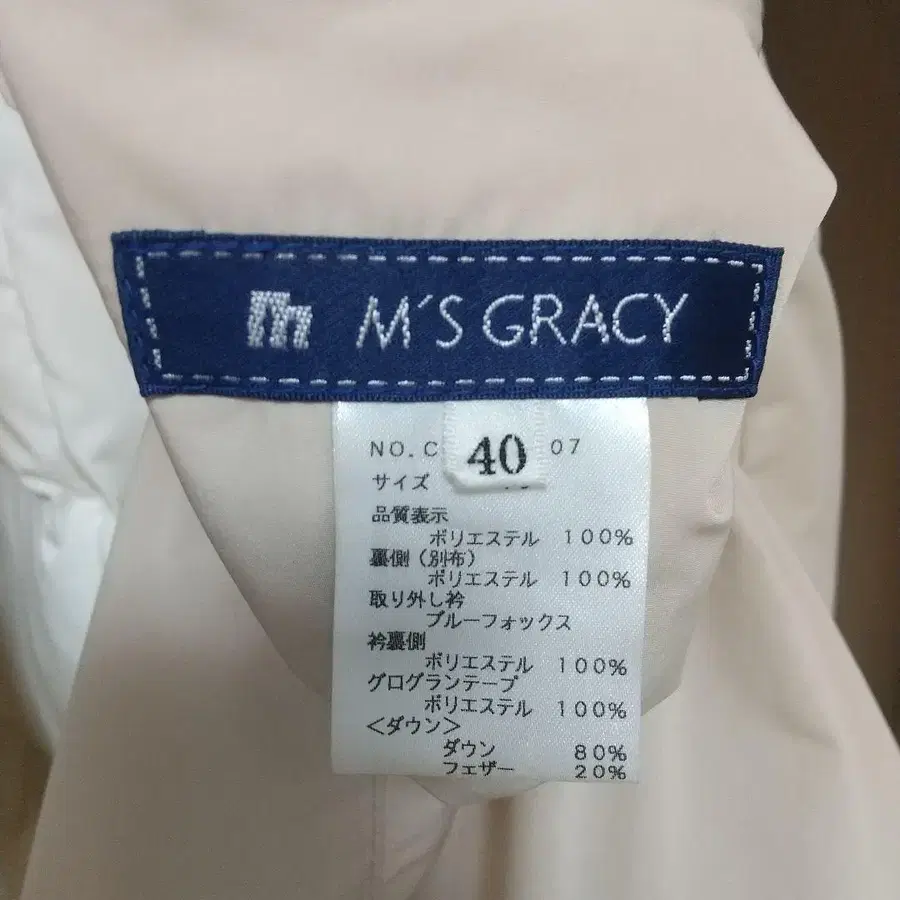 m M'S GRACY
40
NO.C 07
サイズ
品質表示
ポリエステル 100%
裏側(別布)
ポリエステル 100%
取り外し衿
ブルーフォックス
衿裏側
ポリエステル 100%
グログランテープ
ポリエステル 100%
<ダウン>
ダウン 80%
フェザー 20%